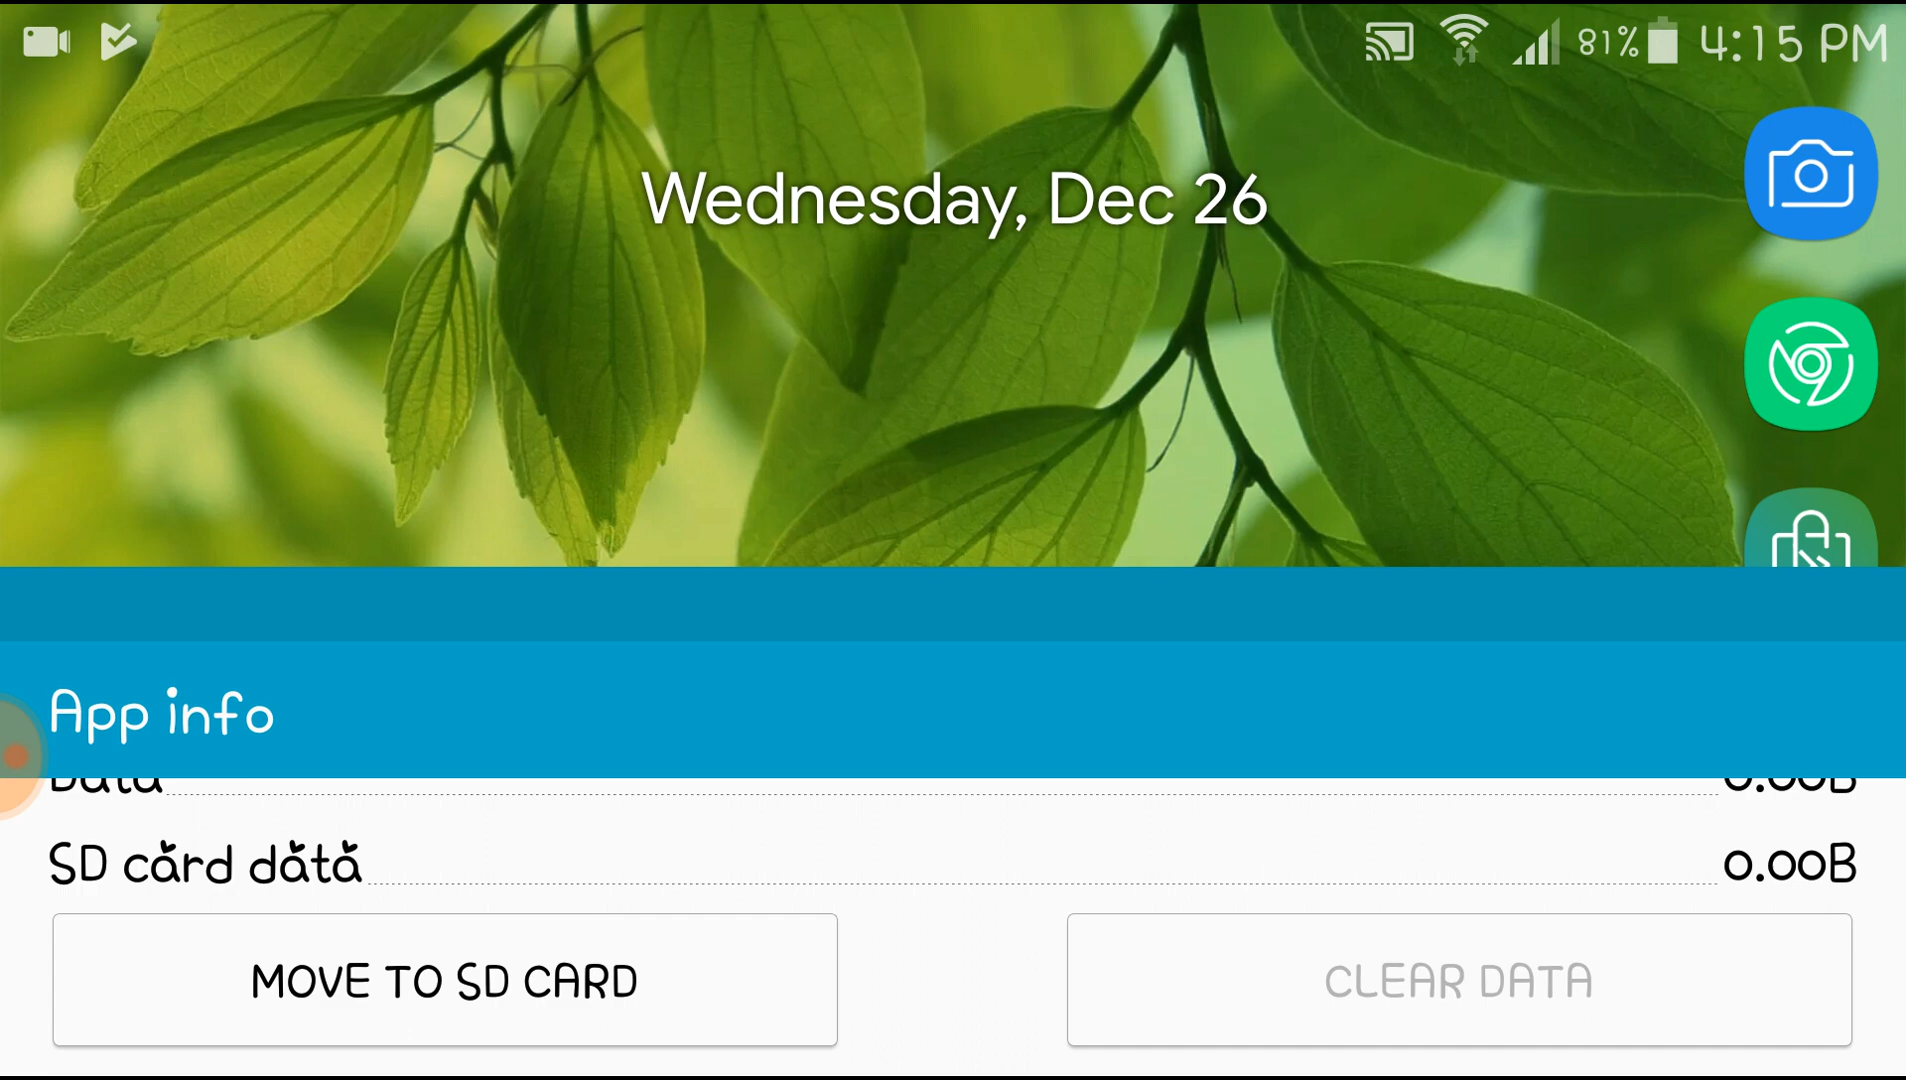 81% 4:15 PM
Wednesday, Dec 26
App info
Data 0.00B
SD card data 0.00B
MOVE TO SD CARD CLEAR DATA